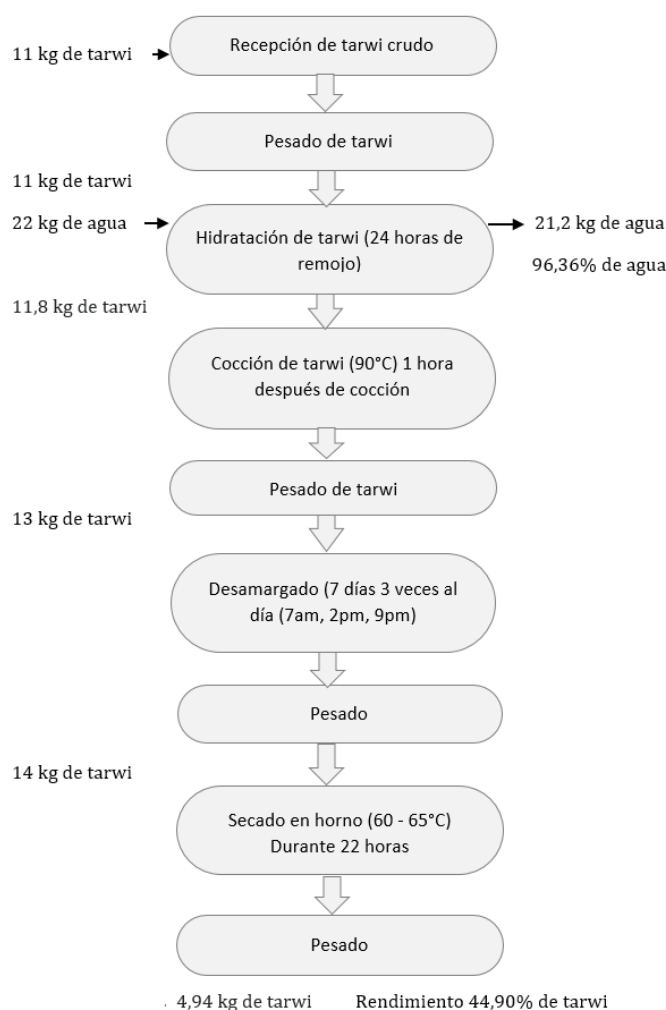 Recepción de tarwi crudo
11 kg de tarwi
Pesado de tarwi
11 kg de tarwi
22 kg de agua
Hidratación de tarwi (24 horas de
remojo)
21,2 kg de agua
96,36% de agua
11,8 kg de tarwi
Cocción de tarwi (90°C) 1 hora
después de cocción
Pesado de tarwi
13 kg de tarwi
Desamargado (7 días 3 veces al
día (7am, 2pm, 9pm)
Pesado
14 kg de tarwi
Secado en horno (60 - 65°C)
Durante 22 horas
Pesado
4,94 kg de tarwi
Rendimiento 44,90% de tarwi